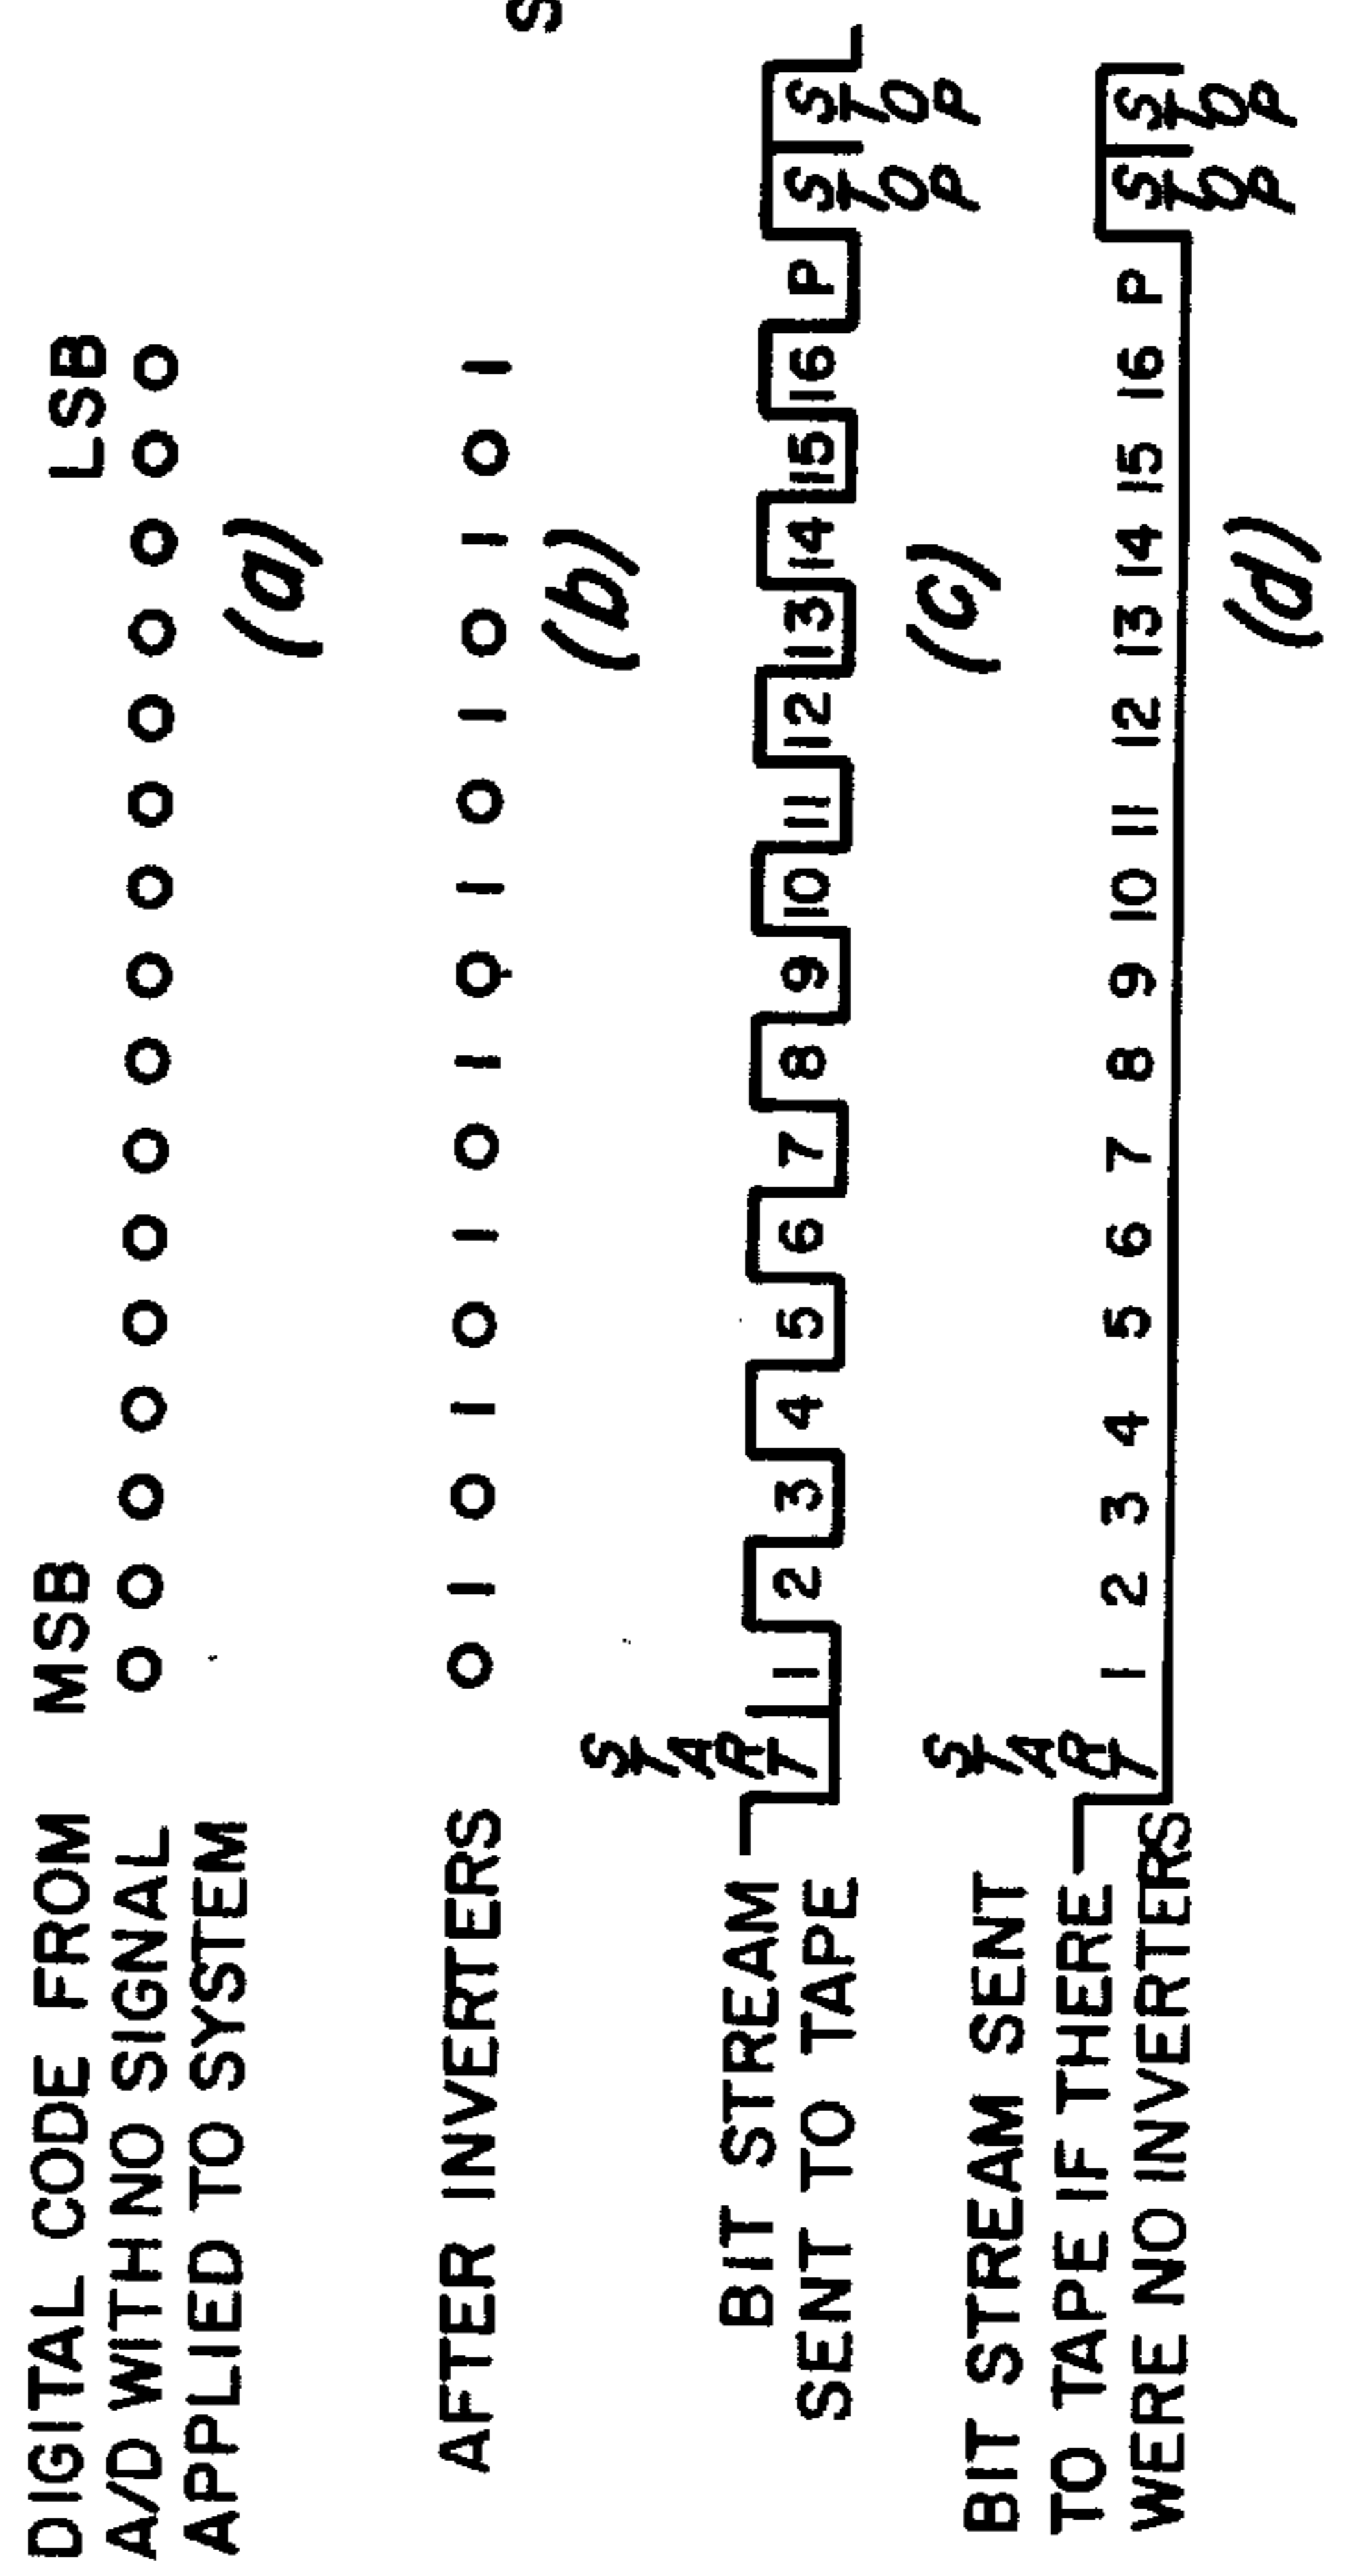 DIGITAL CODE FROM MSB LSB
A/D WITH NO SIGNAL 0 0 0 0 0 0 0 0 0 0 0 0 0 0 0 0
APPLIED TO SYSTEM
(a)
AFTER INVERTERS 0 1 0 1 0 1 0 1 0 1 0 1 0 1 0 1
S
(b)
BIT STREAM
SENT TO TAPE
START 1 2 3 4 5 6 7 8 9 10 11 12 13 14 15 16 P STOP STOP
(c)
BIT STREAM SENT
TO TAPE IF THERE
WERE NO INVERTERS
START 1 2 3 4 5 6 7 8 9 10 11 12 13 14 15 16 P STOP STOP
(d)